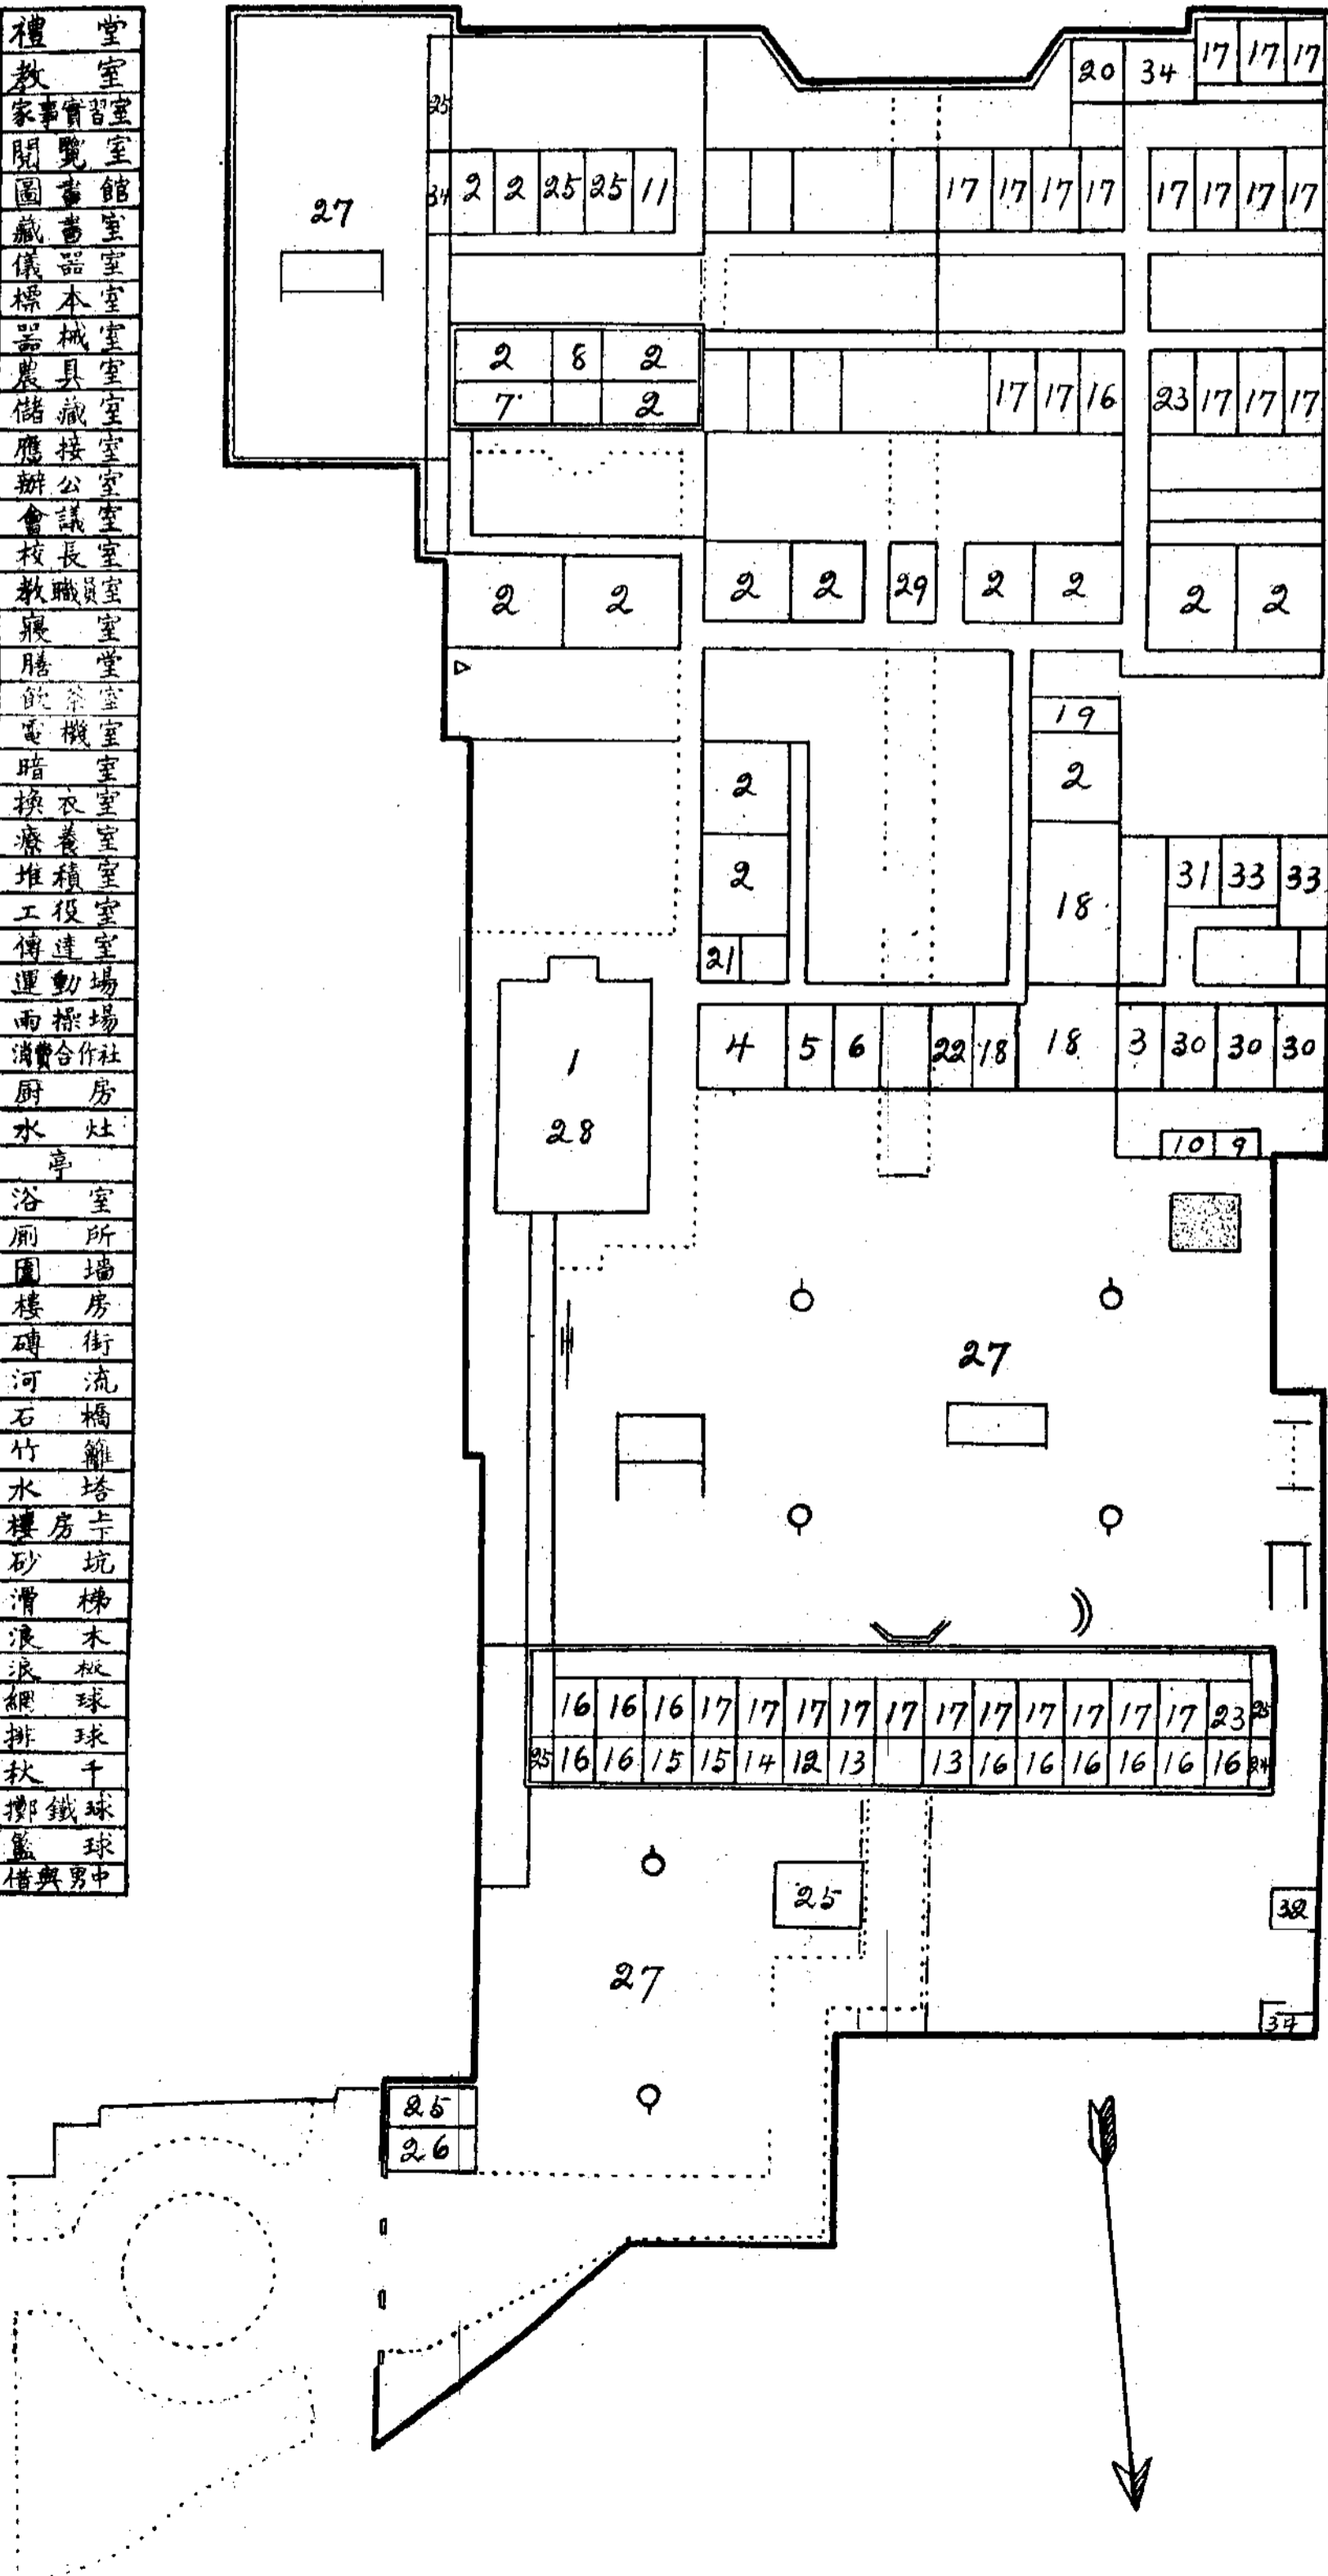 禮堂
教室
家事實習室
閱覽室
圖書館
藏書室
儀器室
標本室
器械室
農具室
儲藏室
應接室
辦公室
會議室
校長室
教職員室
寢室
膳堂
飲茶室
電機室
暗室
換衣室
療養室
堆積室
工役室
傳達室
運動場
雨操場
消費合作社
厨房
水灶
亭
浴室
厠所
圍墻
樓房
磚街
河流
石橋
竹籬
水塔
樓房上下
砂坑
滑梯
浪木
浪板
網球
排球
秋千
擲鐵球
籃球
借與男中
20 34 17 17 17
25
27
34 2 2 25 25 11 17 17 17 17 17 17 17 17
2 8 2
7 2
17 17 16 23 17 17 17
2 2 2 2 29 2 2 2 2
19
2 2
2 18 31 33 33
21
1
28
4 5 6 22 18 18 3 30 30 30
10 9
27
16 16 16 17 17 17 17 17 17 17 17 17 17 17 23 25
25 16 16 15 15 14 12 13 13 16 16 16 16 16 16 24
25
32
27
34
25
26